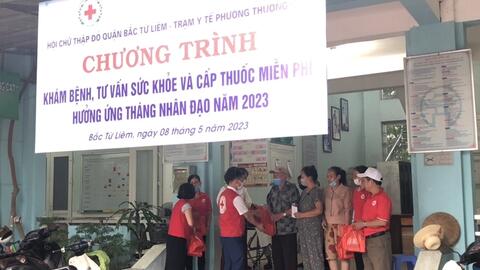 HỘI CHỮ THẬP ĐỎ QUẬN BẮC TỪ LIÊM - TRẠM Y TẾ PHƯỜNG THƯỢNG
CHƯƠNG TRÌNH
KHÁM BỆNH, TƯ VẤN SỨC KHỎE VÀ CẤP THUỐC MIỄN PHÍ
HƯỞNG ỨNG THÁNG NHÂN ĐẠO NĂM 2023
Bắc Từ Liêm, ngày 08 tháng 5 năm 2023